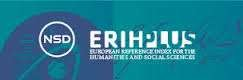 NSD
ERIHPLUS
EUROPEAN REFERENCE INDEX FOR THE
HUMANITIES AND SOCIAL SCIENCES